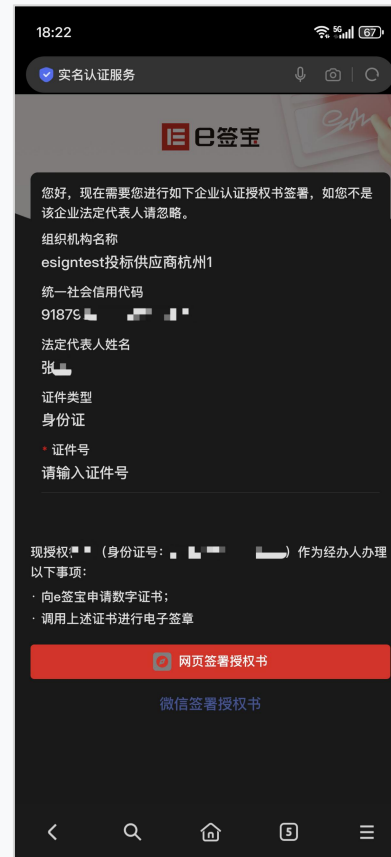 18:22
5G
67
实名认证服务
e签宝
您好，现在需要您进行如下企业认证授权书签署，如您不是
该企业法定代表人请忽略。
组织机构名称
esigntest投标供应商杭州1
统一社会信用代码
9187
法定代表人姓名
张
证件类型
身份证
* 证件号
请输入证件号
现授权 （身份证号： ）作为经办人办理
以下事项：
· 向e签宝申请数字证书；
· 调用上述证书进行电子签章
网页签署授权书
微信签署授权书
5